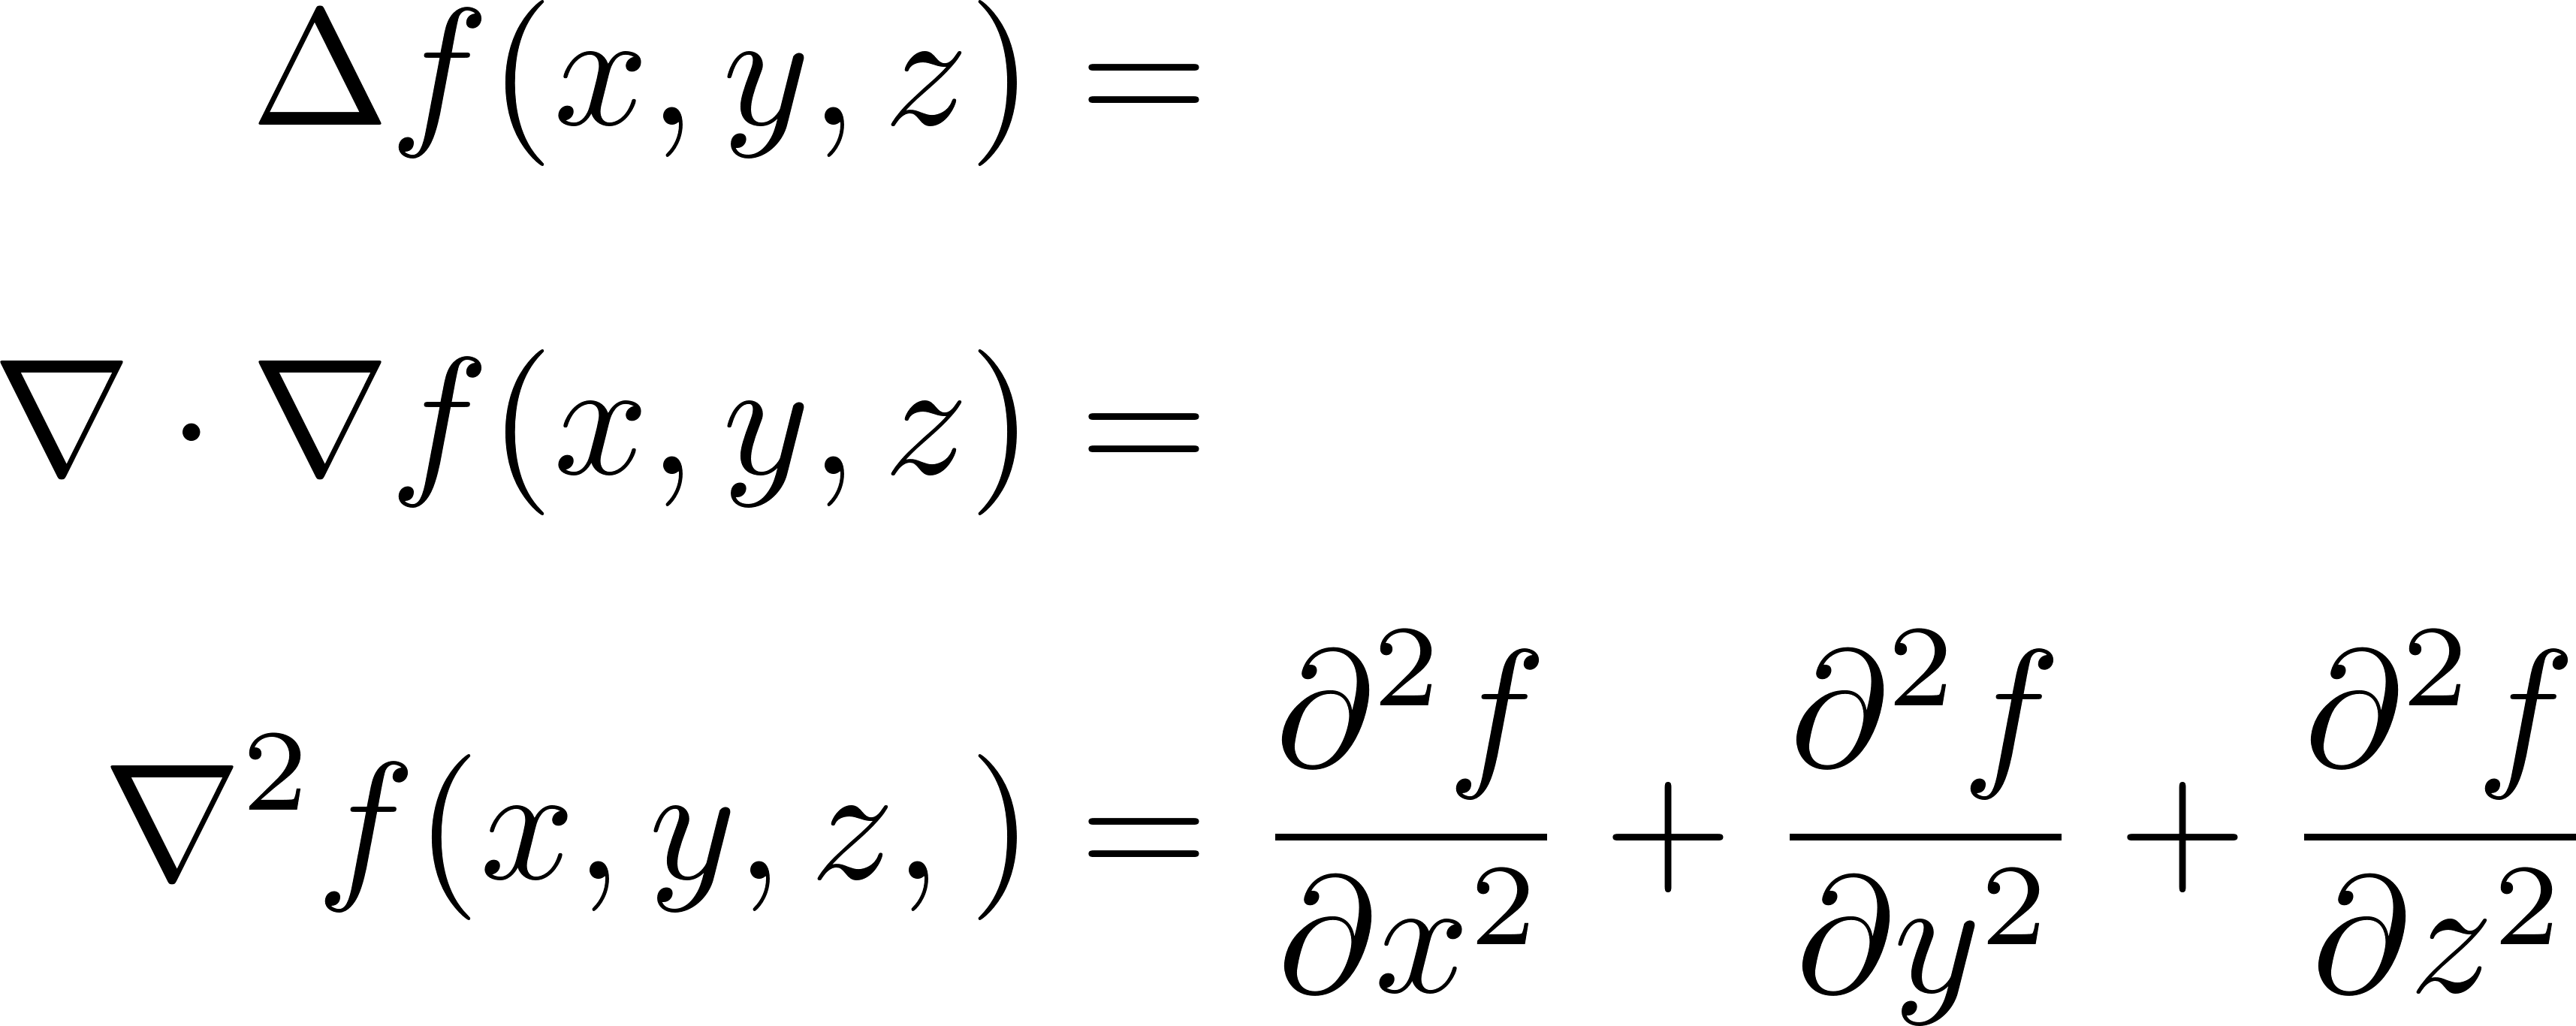 Δf(x, y, z) =
∇ · ∇f(x, y, z) =
∇²f(x, y, z, ) = ∂²f/∂x² + ∂²f/∂y² + ∂²f/∂z²